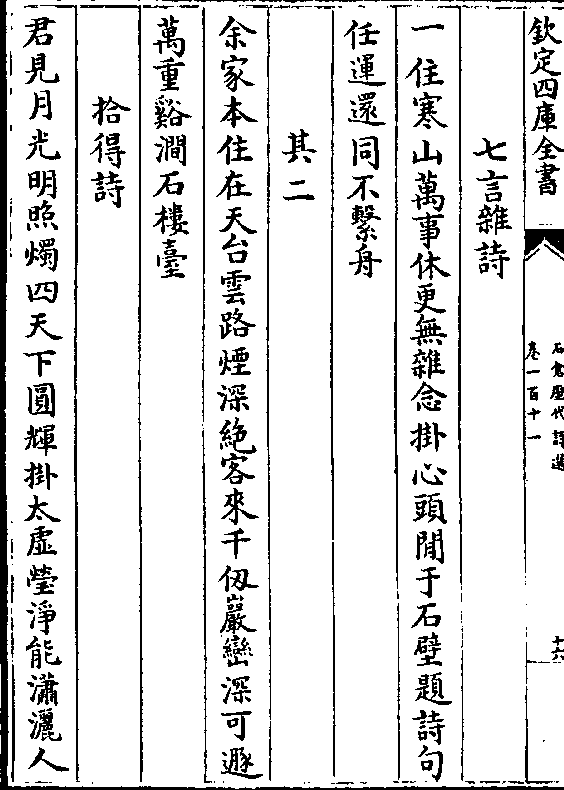 欽定四庫全書
石倉歷代詩選
卷一百十一
十六
七言雜詩
一住寒山萬事休更無雜念掛心頭閒于石壁題詩句
任運還同不繫舟
其二
余家本住在天台雲路煙深絶客來千仞巖巒深可遯
萬重谿澗石樓臺
拾得詩
君見月光明照燭四天下圓輝掛太虛瑩淨能瀟灑人